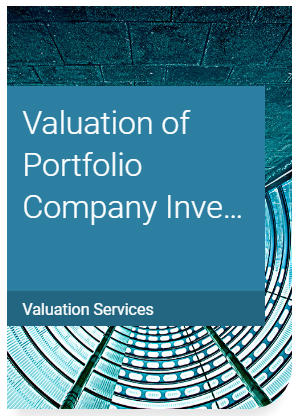 Valuation of
Portfolio
Company Inve...
Valuation Services